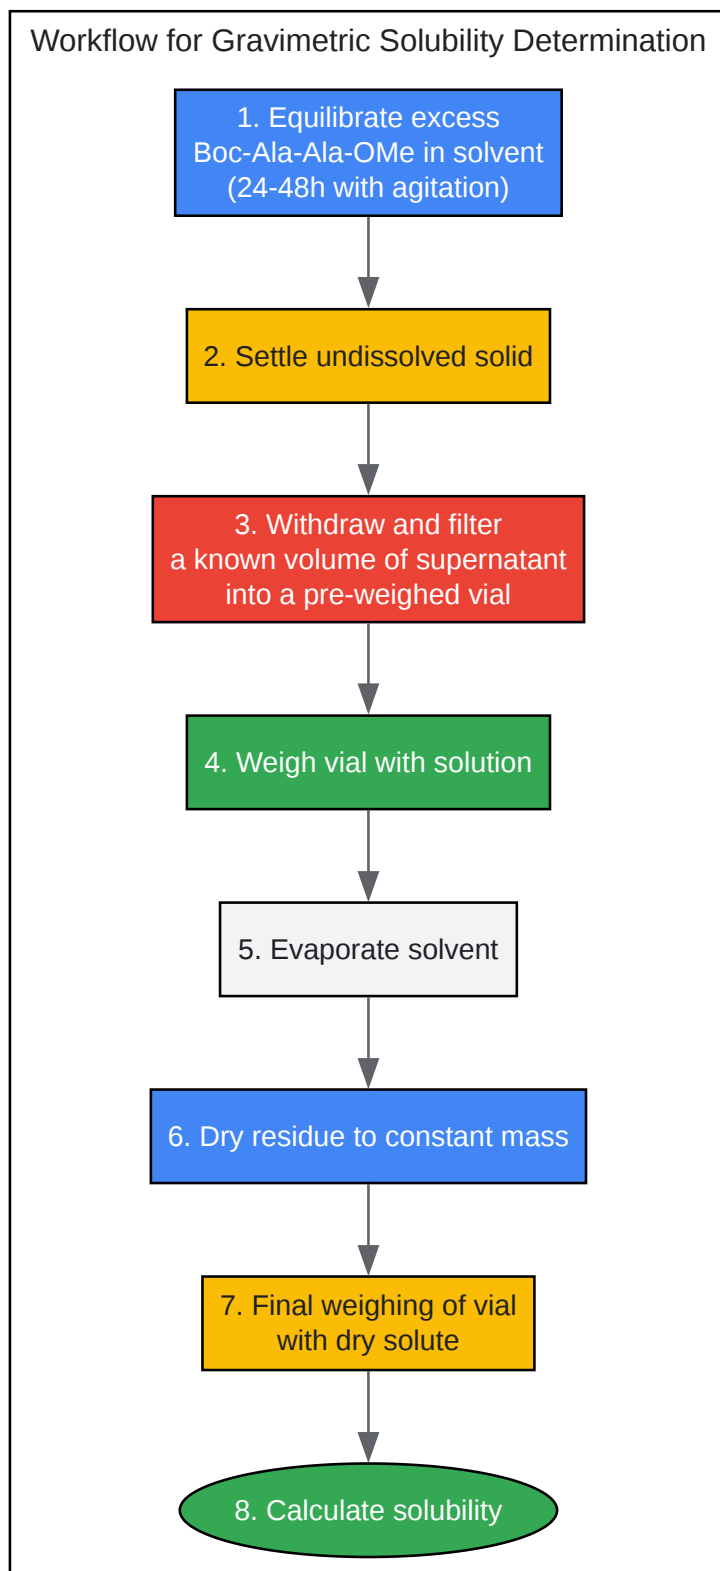 Workflow for Gravimetric Solubility Determination
1. Equilibrate excess
Boc-Ala-Ala-OMe in solvent
(24-48h with agitation)
2. Settle undissolved solid
3. Withdraw and filter
a known volume of supernatant
into a pre-weighed vial
4. Weigh vial with solution
5. Evaporate solvent
6. Dry residue to constant mass
7. Final weighing of vial
with dry solute
8. Calculate solubility